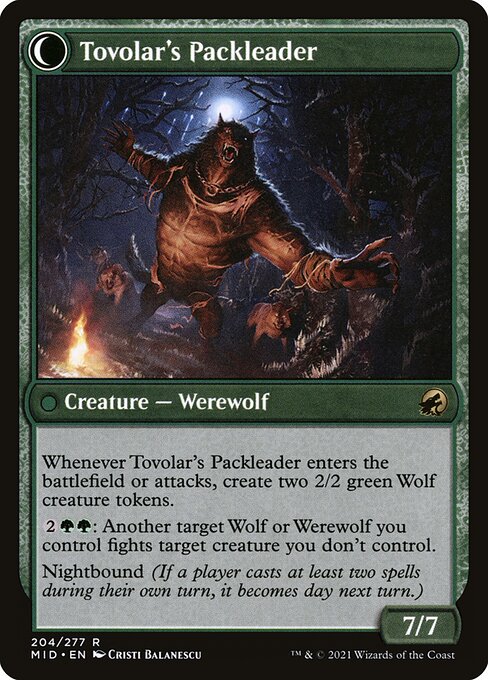 Tovolar's Packleader
Creature — Werewolf
Whenever Tovolar's Packleader enters the
battlefield or attacks, create two 2/2 green Wolf
creature tokens.
2: Another target Wolf or Werewolf you
control fights target creature you don't control.
Nightbound (If a player casts at least two spells
during their own turn, it becomes day next turn.)
7/7
204/277 R
MID • EN Cristi Balanescu
™ & © 2021 Wizards of the Coast